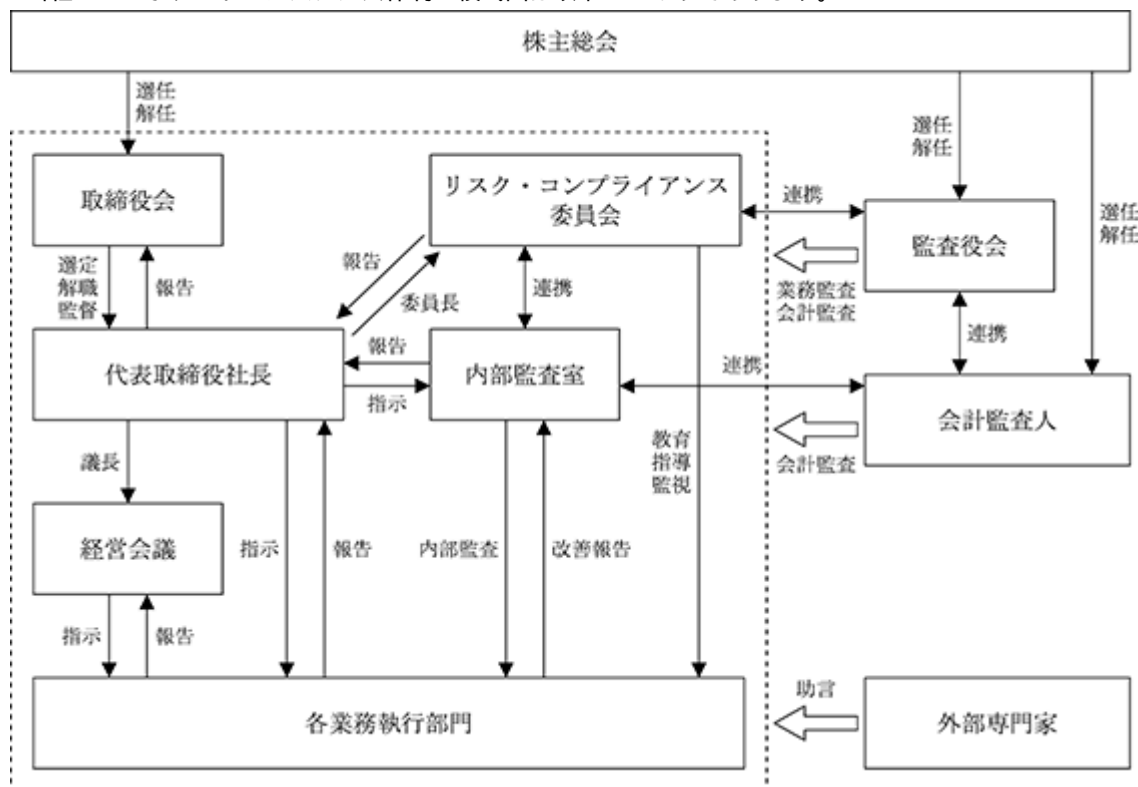 株主総会
選任
解任
選任
解任
選任
解任
取締役会
リスク・コンプライアンス
委員会
連携
監査役会
選定
解職
監督
報告
報告
委員長
連携
業務監査
会計監査
連携
代表取締役社長
報告
指示
内部監査室
連携
会計監査人
会計監査
議長
教育
指導
監視
経営会議
指示
報告
内部監査
改善報告
指示
報告
各業務執行部門
助言
外部専門家